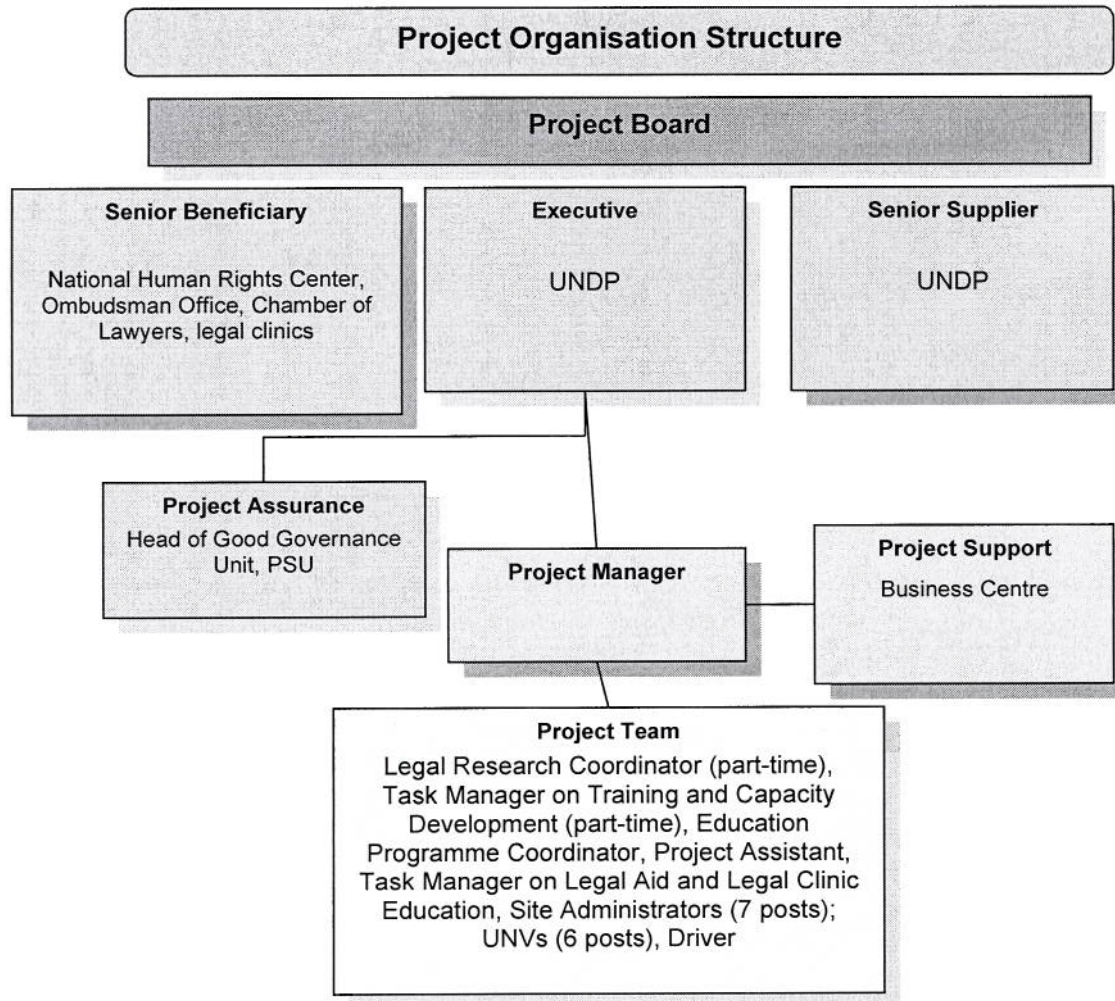 Project Organisation Structure
Project Board
Senior Beneficiary
National Human Rights Center,
Ombudsman Office, Chamber of
Lawyers, legal clinics
Executive
UNDP
Senior Supplier
UNDP
Project Assurance
Head of Good Governance
Unit, PSU
Project Manager
Project Support
Business Centre
Project Team
Legal Research Coordinator (part-time),
Task Manager on Training and Capacity
Development (part-time), Education
Programme Coordinator, Project Assistant,
Task Manager on Legal Aid and Legal Clinic
Education, Site Administrators (7 posts);
UNVs (6 posts), Driver